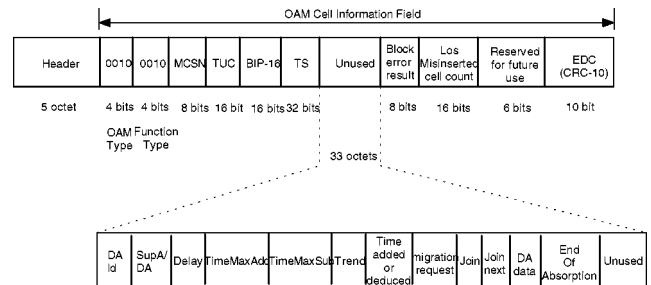 OAM Cell Information Field
Header 0010 0010 MCSN TUC BIP-16 TS Unused Block error result Los Misinserted cell count Reserved for future use EDC (CRC-10)
5 octet 4 bits 4 bits 8 bits 16 bit 16 bits 32 bits 8 bits 16 bits 6 bits 10 bit
OAM Type Function Type
33 octets
DA Id SupA/DA Delay TimeMaxAdd TimeMaxSub Trend Time added or deduced migration request Join Join next DA data End Of Absorption Unused